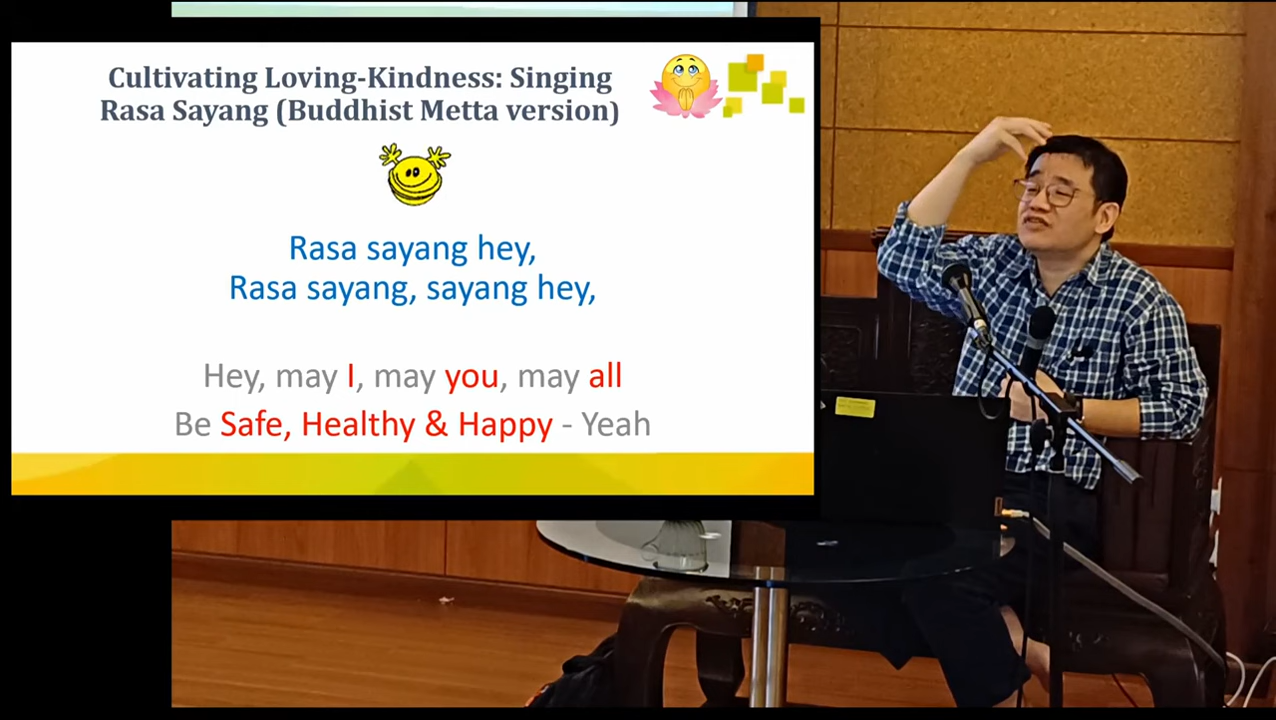 Cultivating Loving-Kindness: Singing
Rasa Sayang (Buddhist Metta version)
Rasa sayang hey,
Rasa sayang, sayang hey,
Hey, may I, may you, may all
Be Safe, Healthy & Happy - Yeah